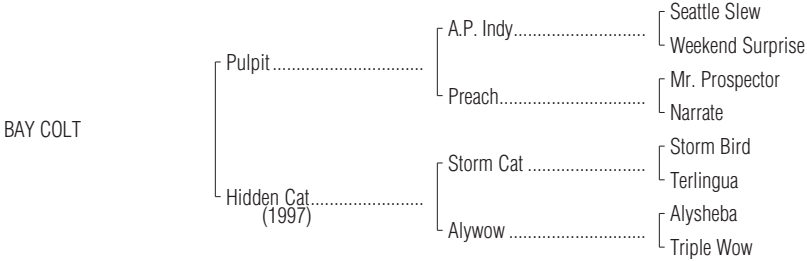 Seattle Slew
A.P. Indy..............................
Weekend Surprise
Pulpit..................................
Mr. Prospector
Preach.................................
Narrate
BAY COLT
Storm Bird
Storm Cat ...........................
Terlingua
Hidden Cat.........................
(1997)
Alysheba
Alywow ...............................
Triple Wow